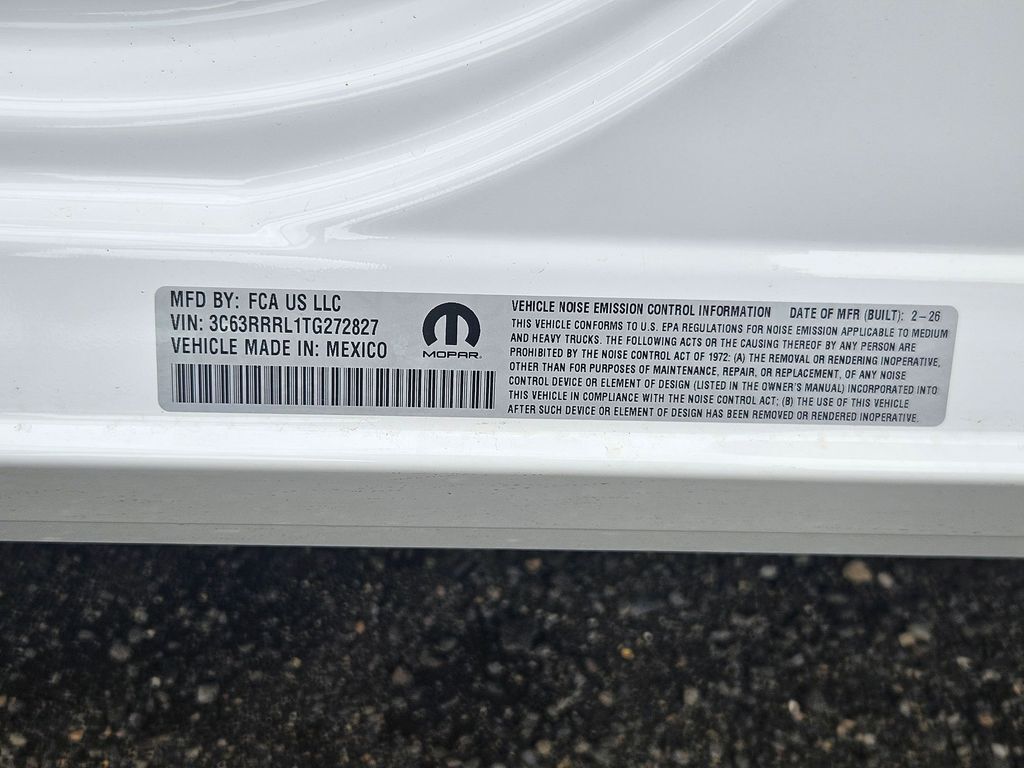 MFD BY: FCA US LLC
VIN: 3C63RRRL1TG272827
VEHICLE MADE IN: MEXICO
MOPAR
VEHICLE NOISE EMISSION CONTROL INFORMATION DATE OF MFR (BUILT): 2-26
THIS VEHICLE CONFORMS TO U.S. EPA REGULATIONS FOR NOISE EMISSION APPLICABLE TO MEDIUM
AND HEAVY TRUCKS. THE FOLLOWING ACTS OR THE CAUSING THEREOF BY ANY PERSON ARE
PROHIBITED BY THE NOISE CONTROL ACT OF 1972: (A) THE REMOVAL OR RENDERING INOPERATIVE,
OTHER THAN FOR PURPOSES OF MAINTENANCE, REPAIR, OR REPLACEMENT, OF ANY NOISE
CONTROL DEVICE OR ELEMENT OF DESIGN (LISTED IN THE OWNER'S MANUAL) INCORPORATED INTO
THIS VEHICLE IN COMPLIANCE WITH THE NOISE CONTROL ACT; (B) THE USE OF THIS VEHICLE
AFTER SUCH DEVICE OR ELEMENT OF DESIGN HAS BEEN REMOVED OR RENDERED INOPERATIVE.